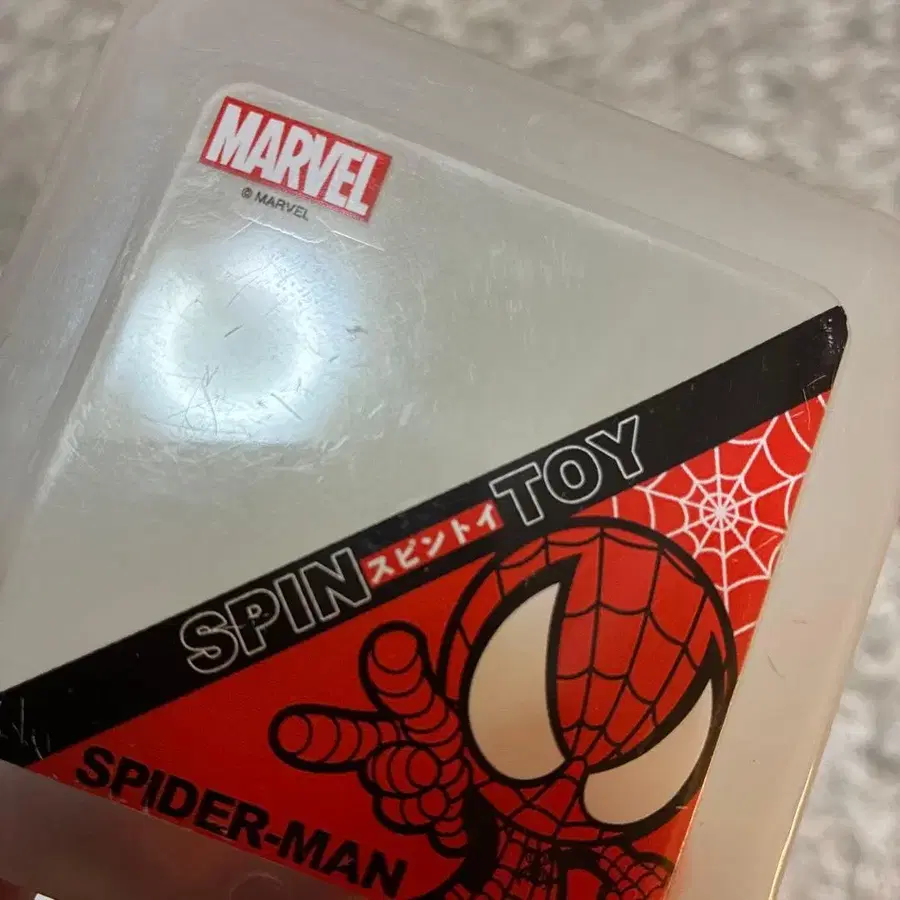 MARVEL
© MARVEL
SPIN スピントイ TOY
SPIDER-MAN